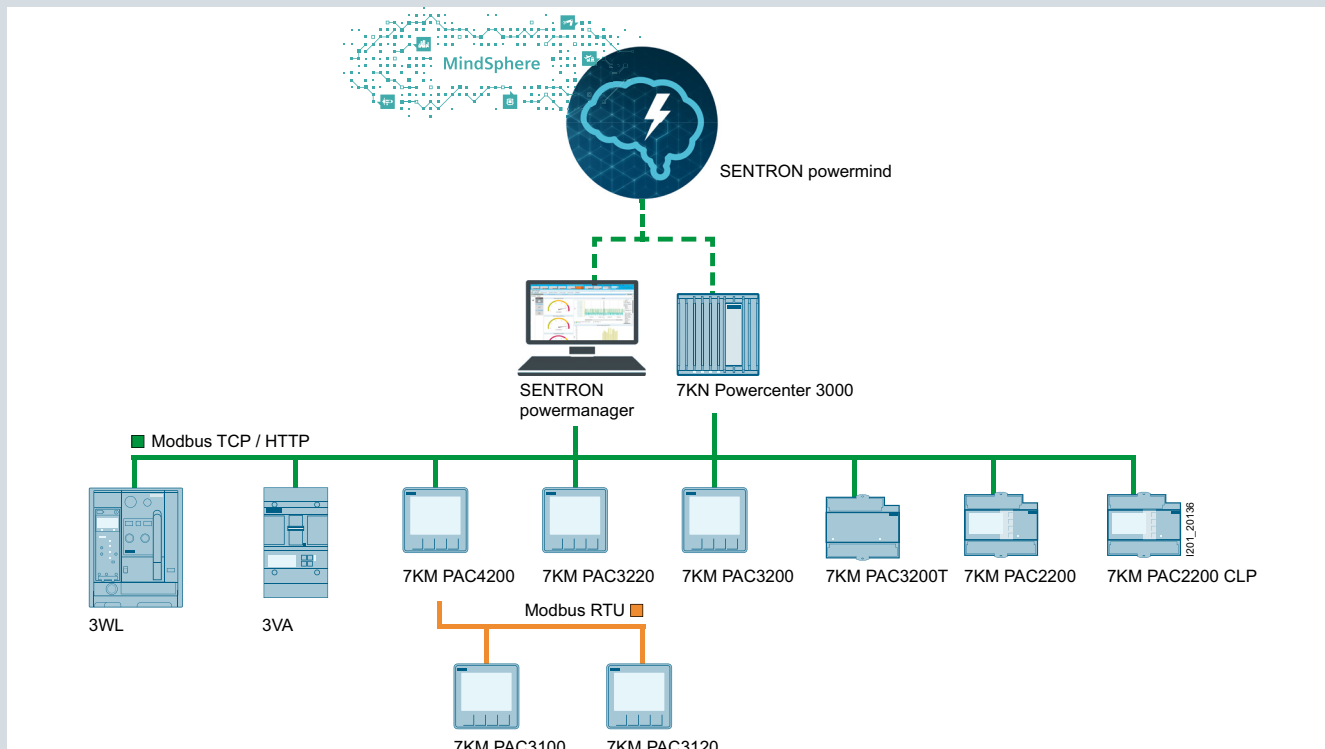 MindSphere
SENTRON powermind
SENTRON
powermanager
7KN Powercenter 3000
Modbus TCP / HTTP
I201_20136
7KM PAC4200
7KM PAC3220
7KM PAC3200
7KM PAC3200T
7KM PAC2200
7KM PAC2200 CLP
3WL
3VA
Modbus RTU
7KM PAC3100
7KM PAC3120